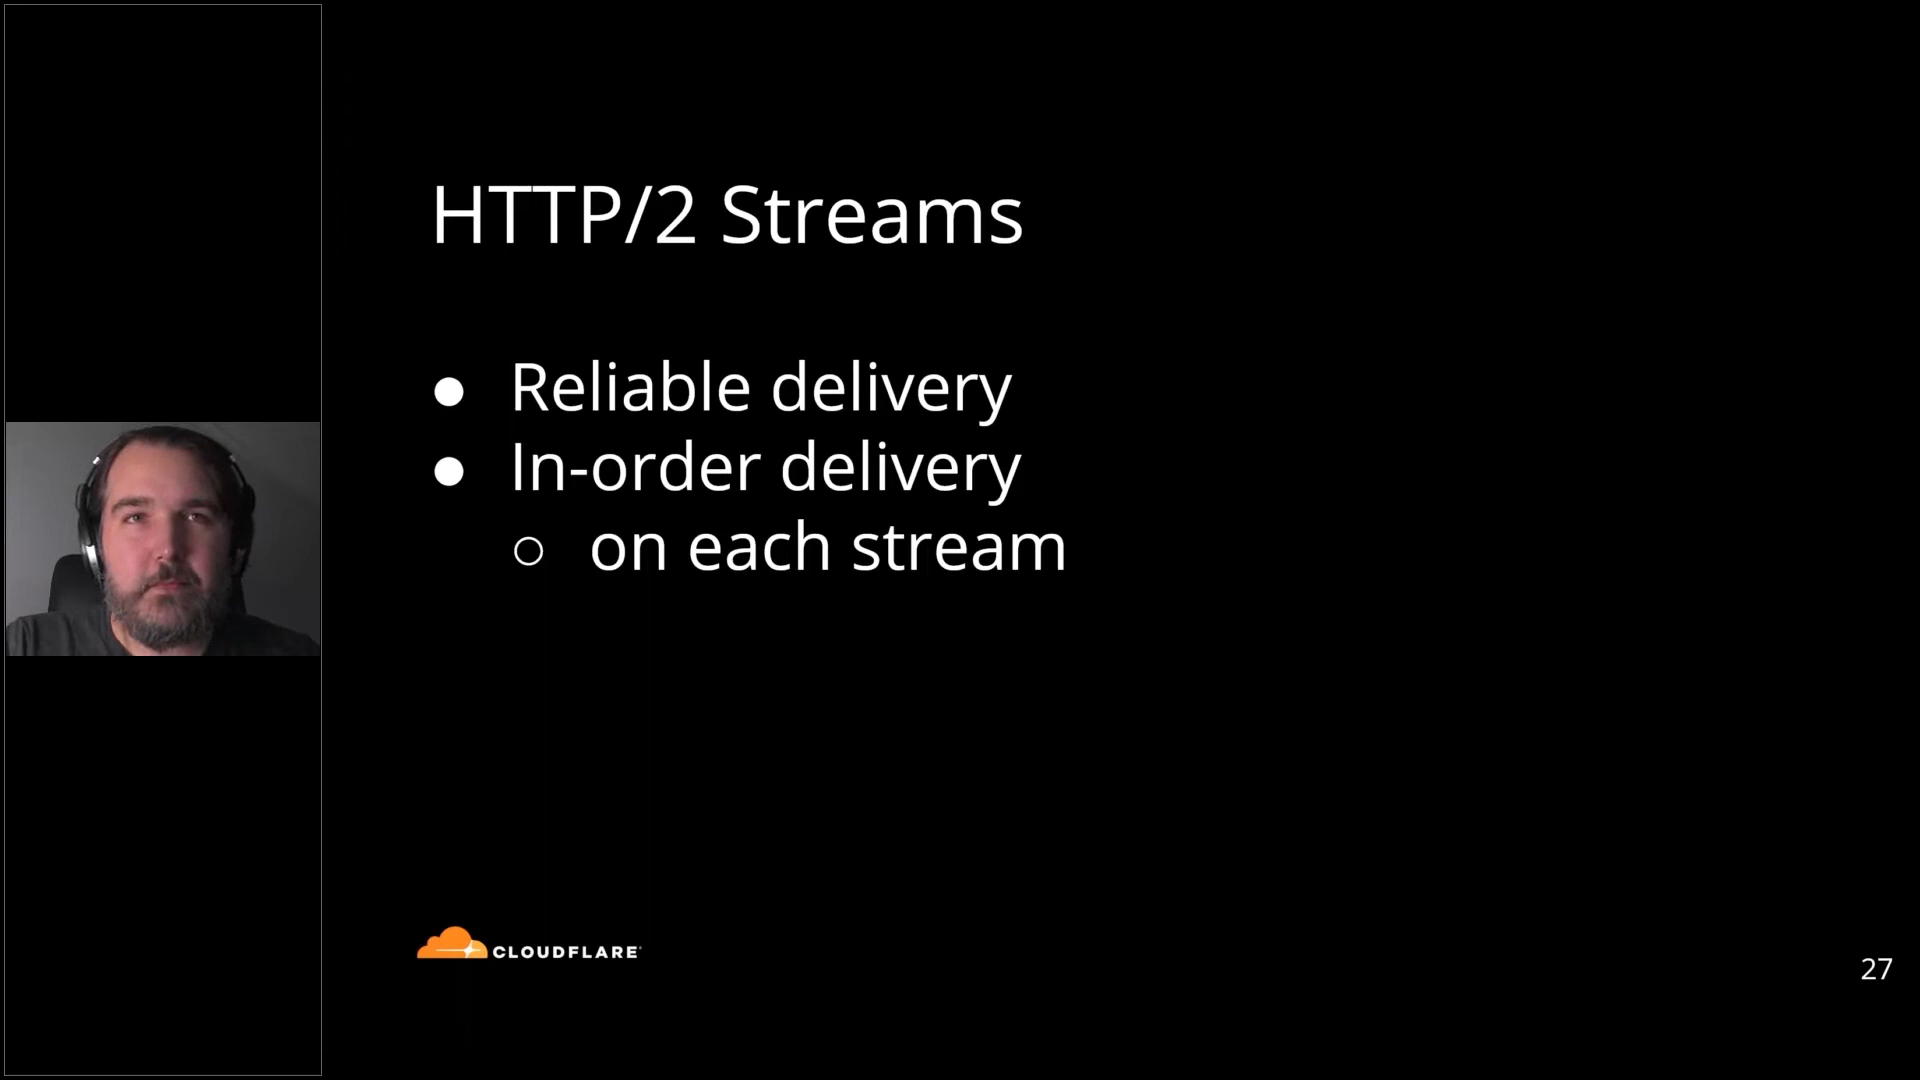 HTTP/2 Streams
● Reliable delivery
● In-order delivery
○ on each stream
CLOUDFLARE
27